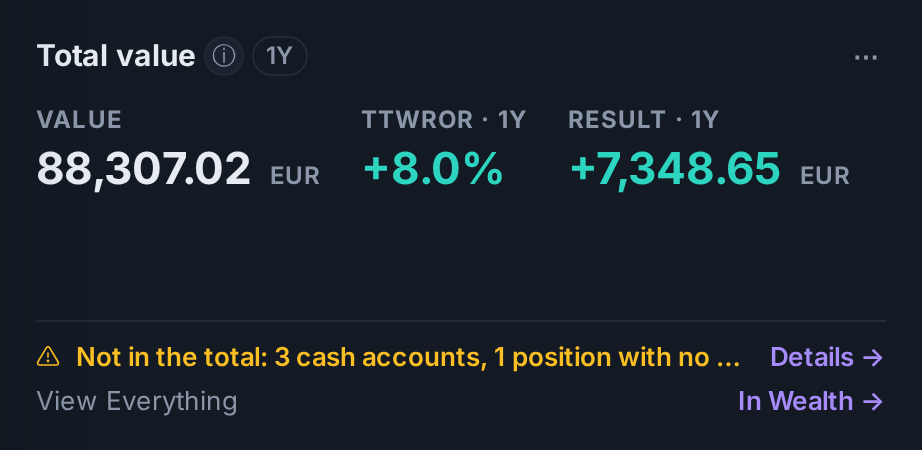 Total value ⓘ 1Y ...
VALUE TTWROR · 1Y RESULT · 1Y
88,307.02 EUR +8.0% +7,348.65 EUR
Not in the total: 3 cash accounts, 1 position with no ... Details →
View Everything In Wealth →